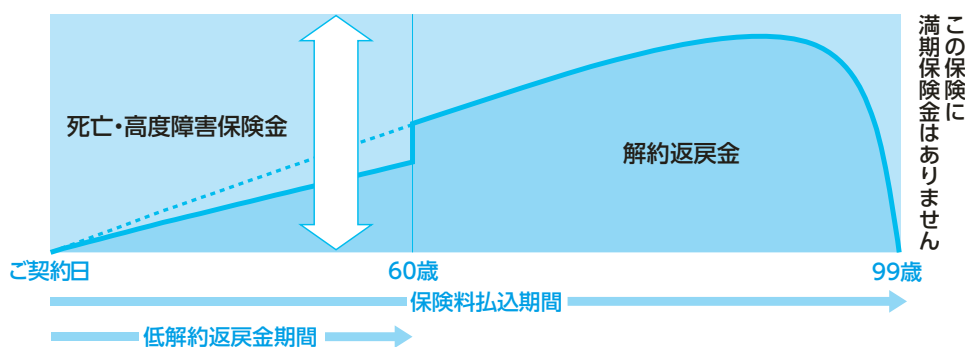 死亡・高度障害保険金
解約返戻金
この保険に
満期保険金はありません
ご契約日
60歳
99歳
保険料払込期間
低解約返戻金期間